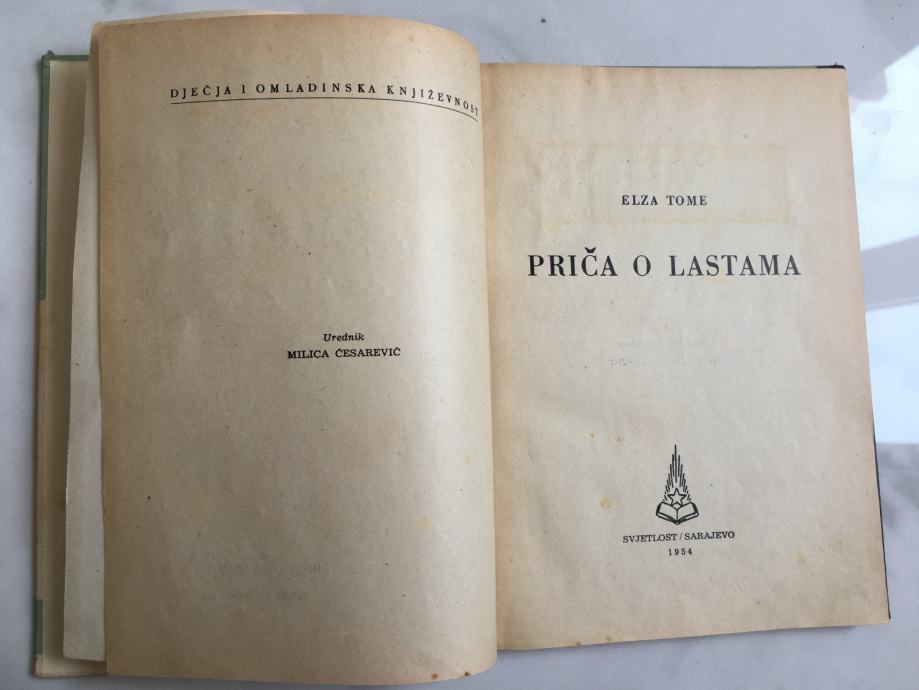 DJEČJA I OMLADINSKA KNJIŽEVNOST
Urednik
MILICA ČESAREVIĆ
ELZA TOME
PRIČA O LASTAMA
SVJETLOST / SARAJEVO
1954